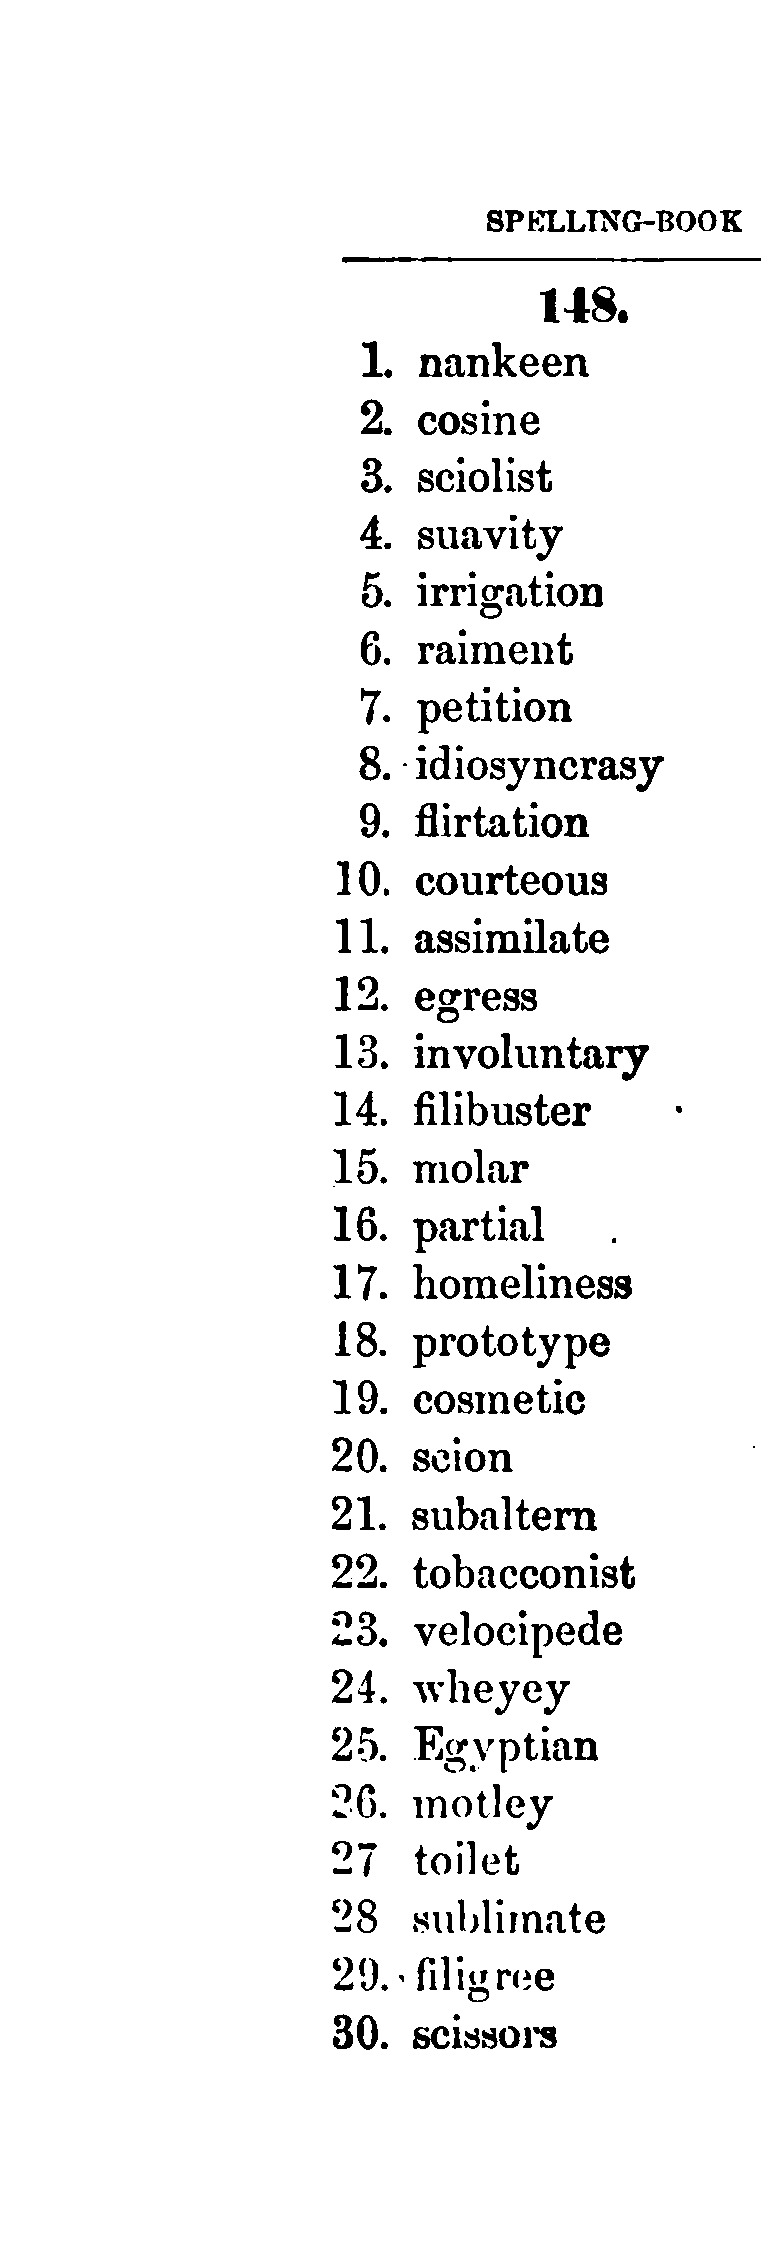 SPELLING-BOOK
148.
1. nankeen
2. cosine
3. sciolist
4. suavity
5. irrigation
6. raiment
7. petition
8. idiosyncrasy
9. flirtation
10. courteous
11. assimilate
12. egress
13. involuntary
14. filibuster
15. molar
16. partial
17. homeliness
18. prototype
19. cosmetic
20. scion
21. subaltern
22. tobacconist
23. velocipede
24. wheyey
25. Egyptian
26. motley
27 toilet
28 sublimate
29. filigree
30. scissors